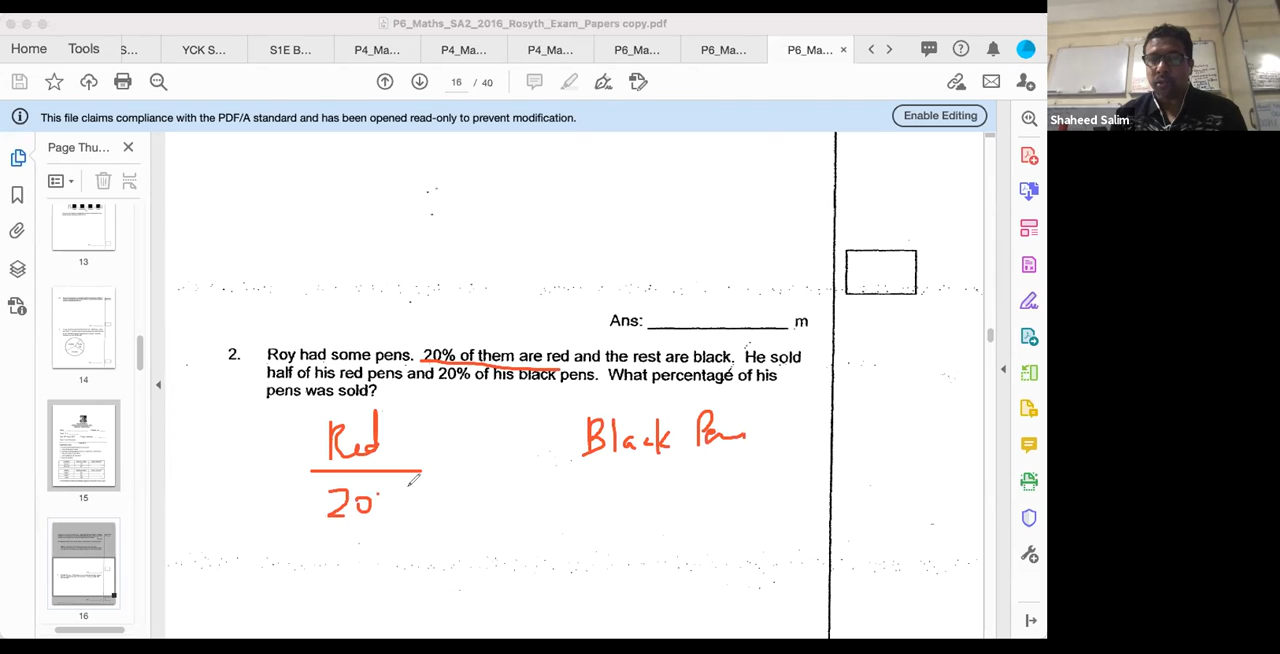 P6_Maths_SA2_2016_Rosyth_Exam_Papers copy.pdf
Home Tools S... YCK S... S1E B... P4_Ma... P4_Ma... P4_Ma... P6_Ma... P6_Ma... P6_Ma... ×
16 / 40
This file claims compliance with the PDF/A standard and has been opened read-only to prevent modification.
Enable Editing
Shaheed Salim
Page Thu...
13
14
15
16
Ans: ____________ m
2. Roy had some pens. 20% of them are red and the rest are black. He sold
half of his red pens and 20% of his black pens. What percentage of his
pens was sold?
Red
Black Pen
20